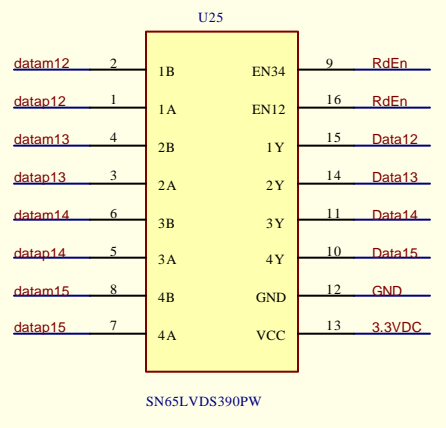 U25
datam12 2 1B EN34 9 RdEn
datap12 1 1A EN12 16 RdEn
datam13 4 2B 1Y 15 Data12
datap13 3 2A 2Y 14 Data13
datam14 6 3B 3Y 11 Data14
datap14 5 3A 4Y 10 Data15
datam15 8 4B GND 12 GND
datap15 7 4A VCC 13 3.3VDC
SN65LVDS390PW